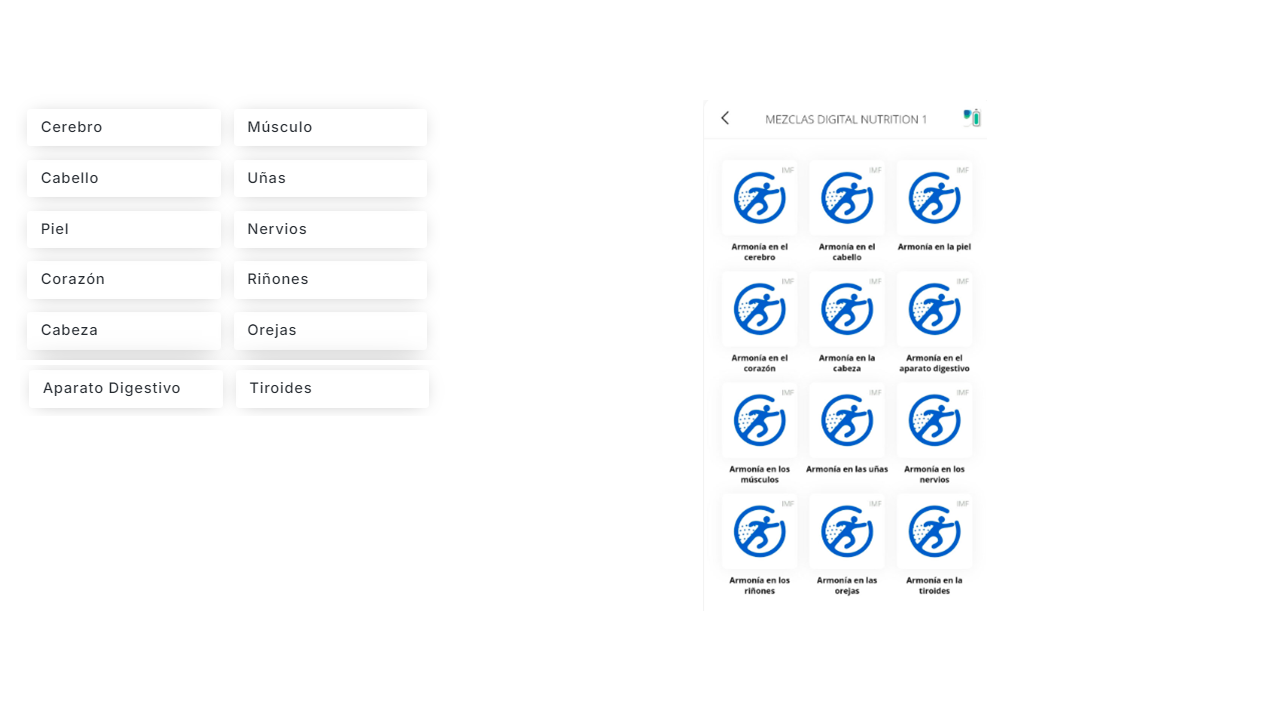 Cerebro
Músculo
Cabello
Uñas
Piel
Nervios
Corazón
Riñones
Cabeza
Orejas
Aparato Digestivo
Tiroides
MEZCLAS DIGITAL NUTRITION 1
IMF
IMF
IMF
Armonía en el
cerebro
Armonía en el
cabello
Armonía en la piel
IMF
IMF
IMF
Armonía en el
corazón
Armonía en la
cabeza
Armonía en el
aparato digestivo
IMF
IMF
IMF
Armonía en los
músculos
Armonía en las uñas
Armonía en los
nervios
IMF
IMF
IMF
Armonía en los
riñones
Armonía en las
orejas
Armonía en la
tiroides